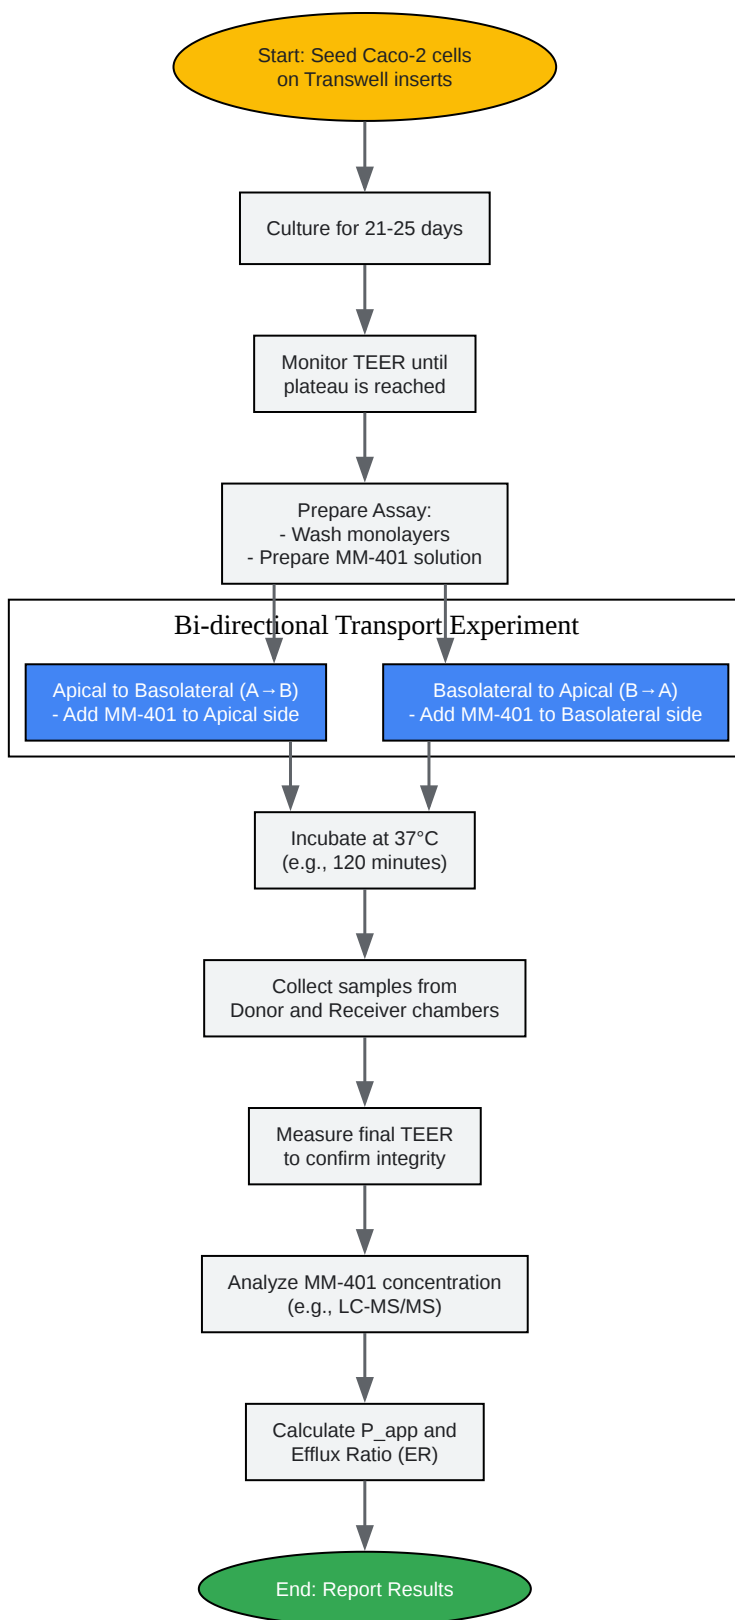 Start: Seed Caco-2 cells
on Transwell inserts
Culture for 21-25 days
Monitor TEER until
plateau is reached
Prepare Assay:
- Wash monolayers
- Prepare MM-401 solution
Bi-directional Transport Experiment
Apical to Basolateral (A→B)
- Add MM-401 to Apical side
Basolateral to Apical (B→A)
- Add MM-401 to Basolateral side
Incubate at 37°C
(e.g., 120 minutes)
Collect samples from
Donor and Receiver chambers
Measure final TEER
to confirm integrity
Analyze MM-401 concentration
(e.g., LC-MS/MS)
Calculate P_app and
Efflux Ratio (ER)
End: Report Results